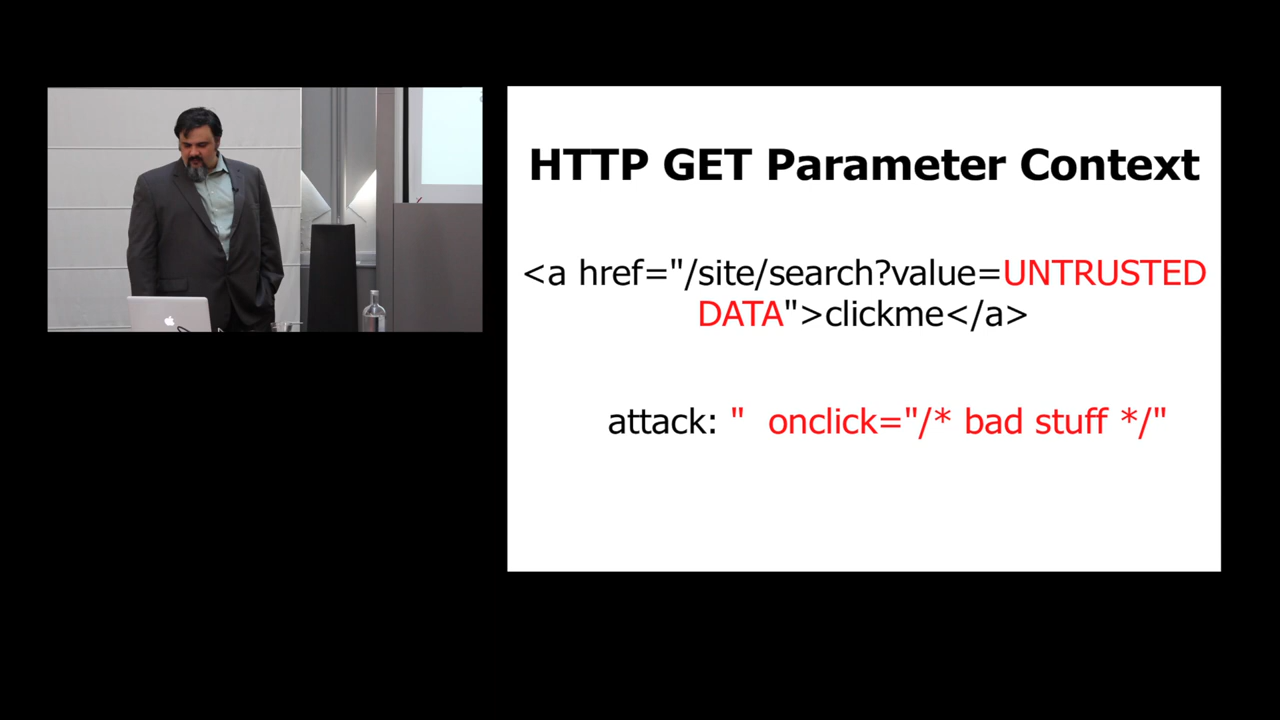 HTTP GET Parameter Context
<a href="/site/search?value=UNTRUSTED
DATA">clickme</a>
attack: "  onclick="/* bad stuff */"